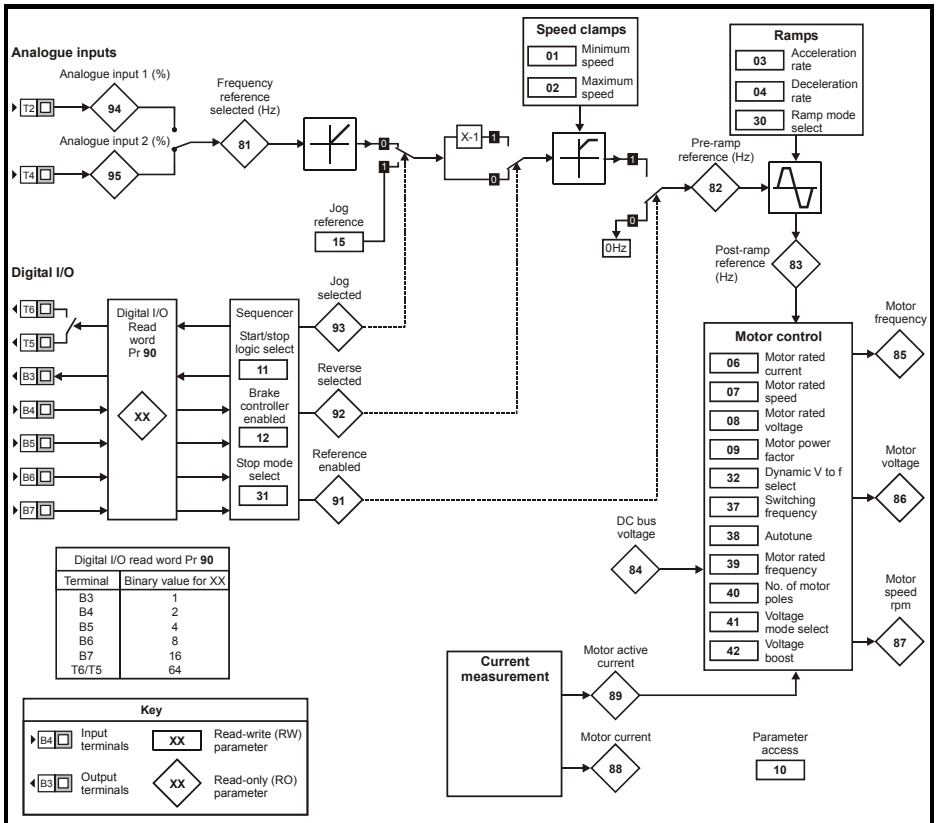 Analogue inputs
Analogue input 1 (%)
T2
94
Analogue input 2 (%)
T4
95
Frequency
reference
selected (Hz)
81
0
1
Jog
reference
15
X-1
1
0
Speed clamps
01 Minimum
speed
02 Maximum
speed
1
0
0Hz
Pre-ramp
reference (Hz)
82
Ramps
03 Acceleration
rate
04 Deceleration
rate
30 Ramp mode
select
Post-ramp
reference
(Hz)
83
Digital I/O
T6
T5
B3
B4
B5
B6
B7
Digital I/O
Read
word
Pr 90
XX
Sequencer
Start/stop
logic select
11
Brake
controller
enabled
12
Stop mode
select
31
Jog
selected
93
Reverse
selected
92
Reference
enabled
91
Motor control
06 Motor rated
current
07 Motor rated
speed
08 Motor rated
voltage
09 Motor power
factor
32 Dynamic V to f
select
37 Switching
frequency
38 Autotune
39 Motor rated
frequency
40 No. of motor
poles
41 Voltage
mode select
42 Voltage
boost
DC bus
voltage
84
Motor
frequency
85
Motor
voltage
86
Motor
speed
rpm
87
Digital I/O read word Pr 90
Terminal Binary value for XX
B3 1
B4 2
B5 4
B6 8
B7 16
T6/T5 64
Current
measurement
Motor active
current
89
Motor current
88
Parameter
access
10
Key
B4 Input
terminals
XX Read-write (RW)
parameter
B3 Output
terminals
XX Read-only (RO)
parameter